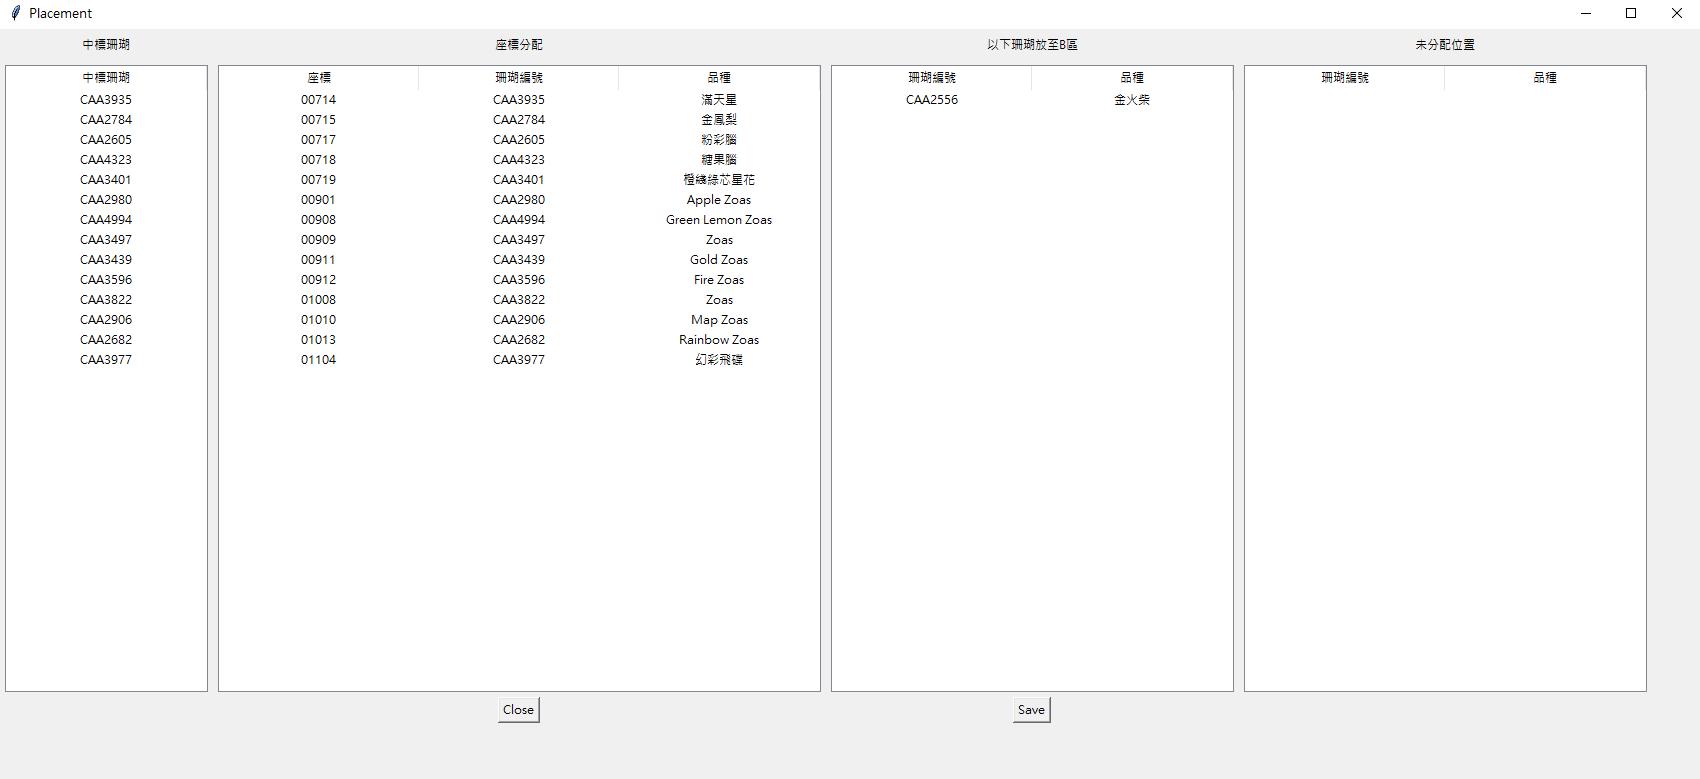 Placement
中標珊瑚 座標分配 以下珊瑚放至B區 未分配位置
中標珊瑚 座標 珊瑚編號 品種 珊瑚編號 品種 珊瑚編號 品種
CAA3935 00714 CAA3935 滿天星 CAA2556 金火柴
CAA2784 00715 CAA2784 金鳳梨
CAA2605 00717 CAA2605 粉彩腦
CAA4323 00718 CAA4323 糖果腦
CAA3401 00719 CAA3401 橙綫綠芯星花
CAA2980 00901 CAA2980 Apple Zoas
CAA4994 00908 CAA4994 Green Lemon Zoas
CAA3497 00909 CAA3497 Zoas
CAA3439 00911 CAA3439 Gold Zoas
CAA3596 00912 CAA3596 Fire Zoas
CAA3822 01008 CAA3822 Zoas
CAA2906 01010 CAA2906 Map Zoas
CAA2682 01013 CAA2682 Rainbow Zoas
CAA3977 01104 CAA3977 幻彩飛碟
Close Save